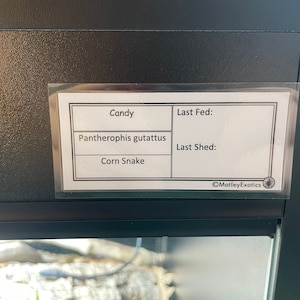 Candy
Pantherophis gutattus
Corn Snake
Last Fed:
Last Shed:
©MotleyExotics